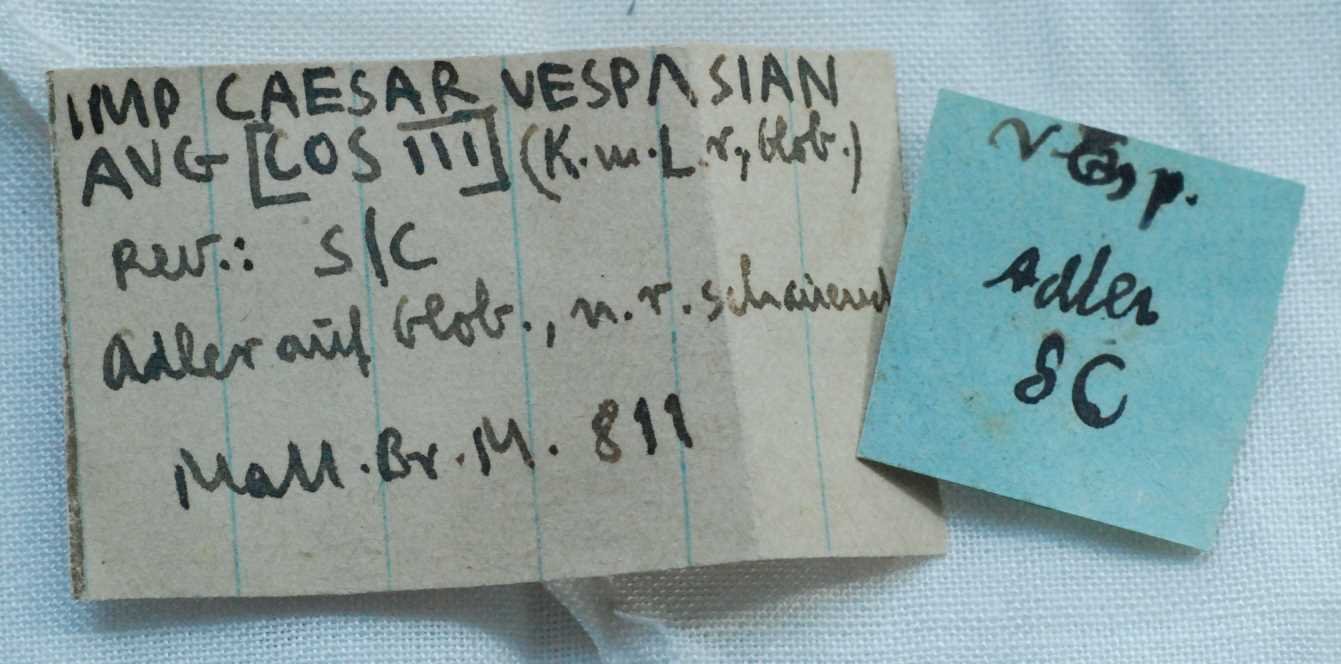 IMP CAESAR VESPASIAN
AVG [COS III] (K.m.L.r, Glob.)
Rev.: S/C
Adler auf Glob., n.r. schauend
Matt.Br.M. 811
Vesp.
Adler
SC